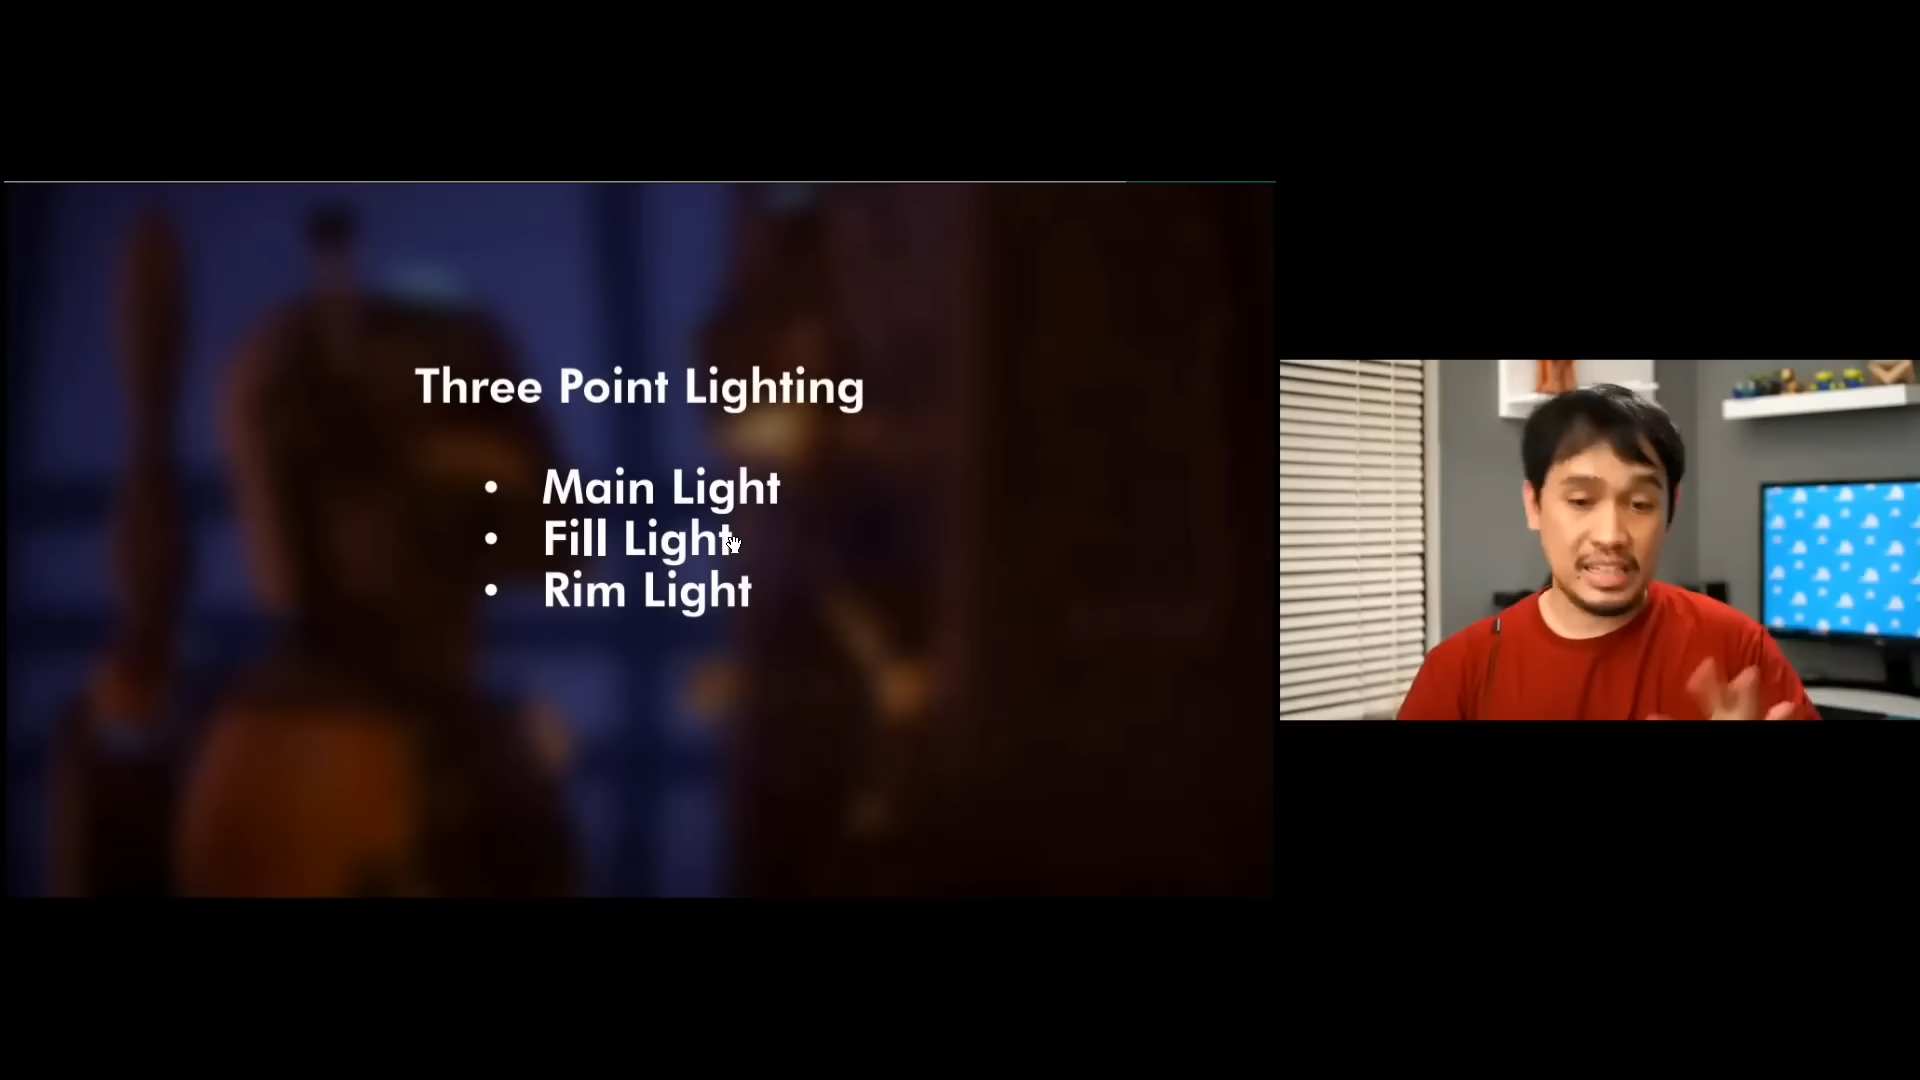 Three Point Lighting
• Main Light
• Fill Light
• Rim Light